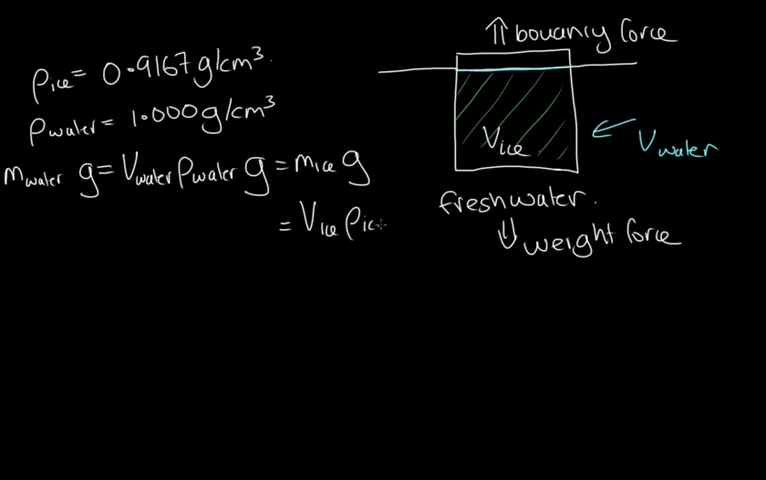 ρice = 0.9167 g/cm³
ρwater = 1.000 g/cm³
mwater g = Vwater ρwater g = mice g
= Vice ρice
⇑ bouancy force
Vice
← Vwater
freshwater.
⇓ weight force